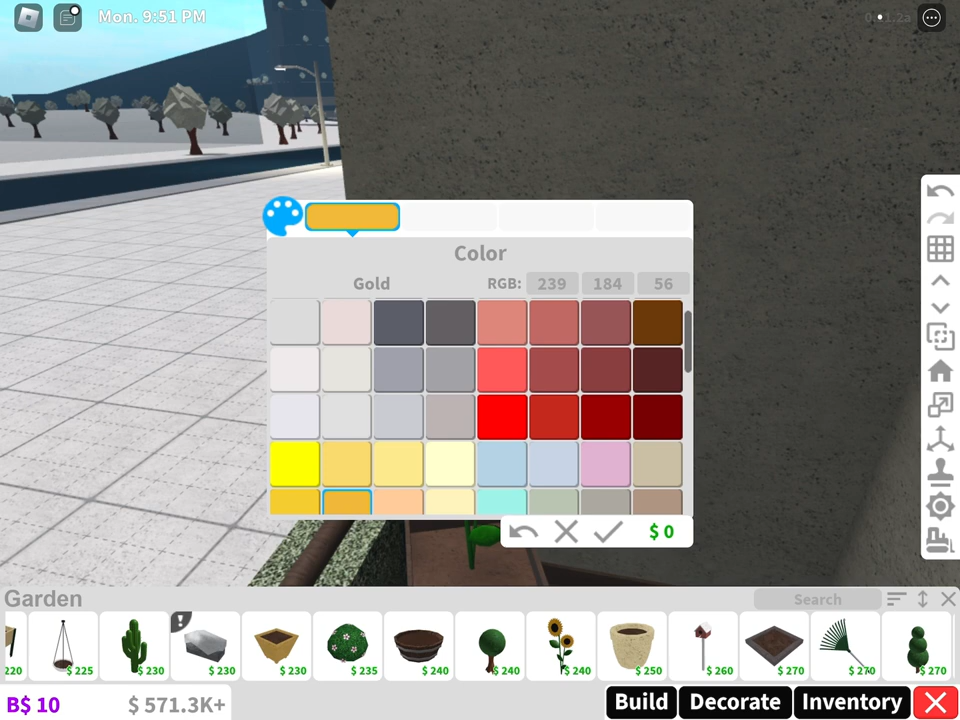 Mon. 9:51 PM
Color
Gold RGB: 239 184 56
$ 0
Garden Search
220 $ 225 $ 230 ! $ 230 $ 230 $ 235 $ 240 $ 240 $ 240 $ 250 $ 260 $ 270 $ 270 $ 270
B$ 10 $ 571.3K+ Build Decorate Inventory